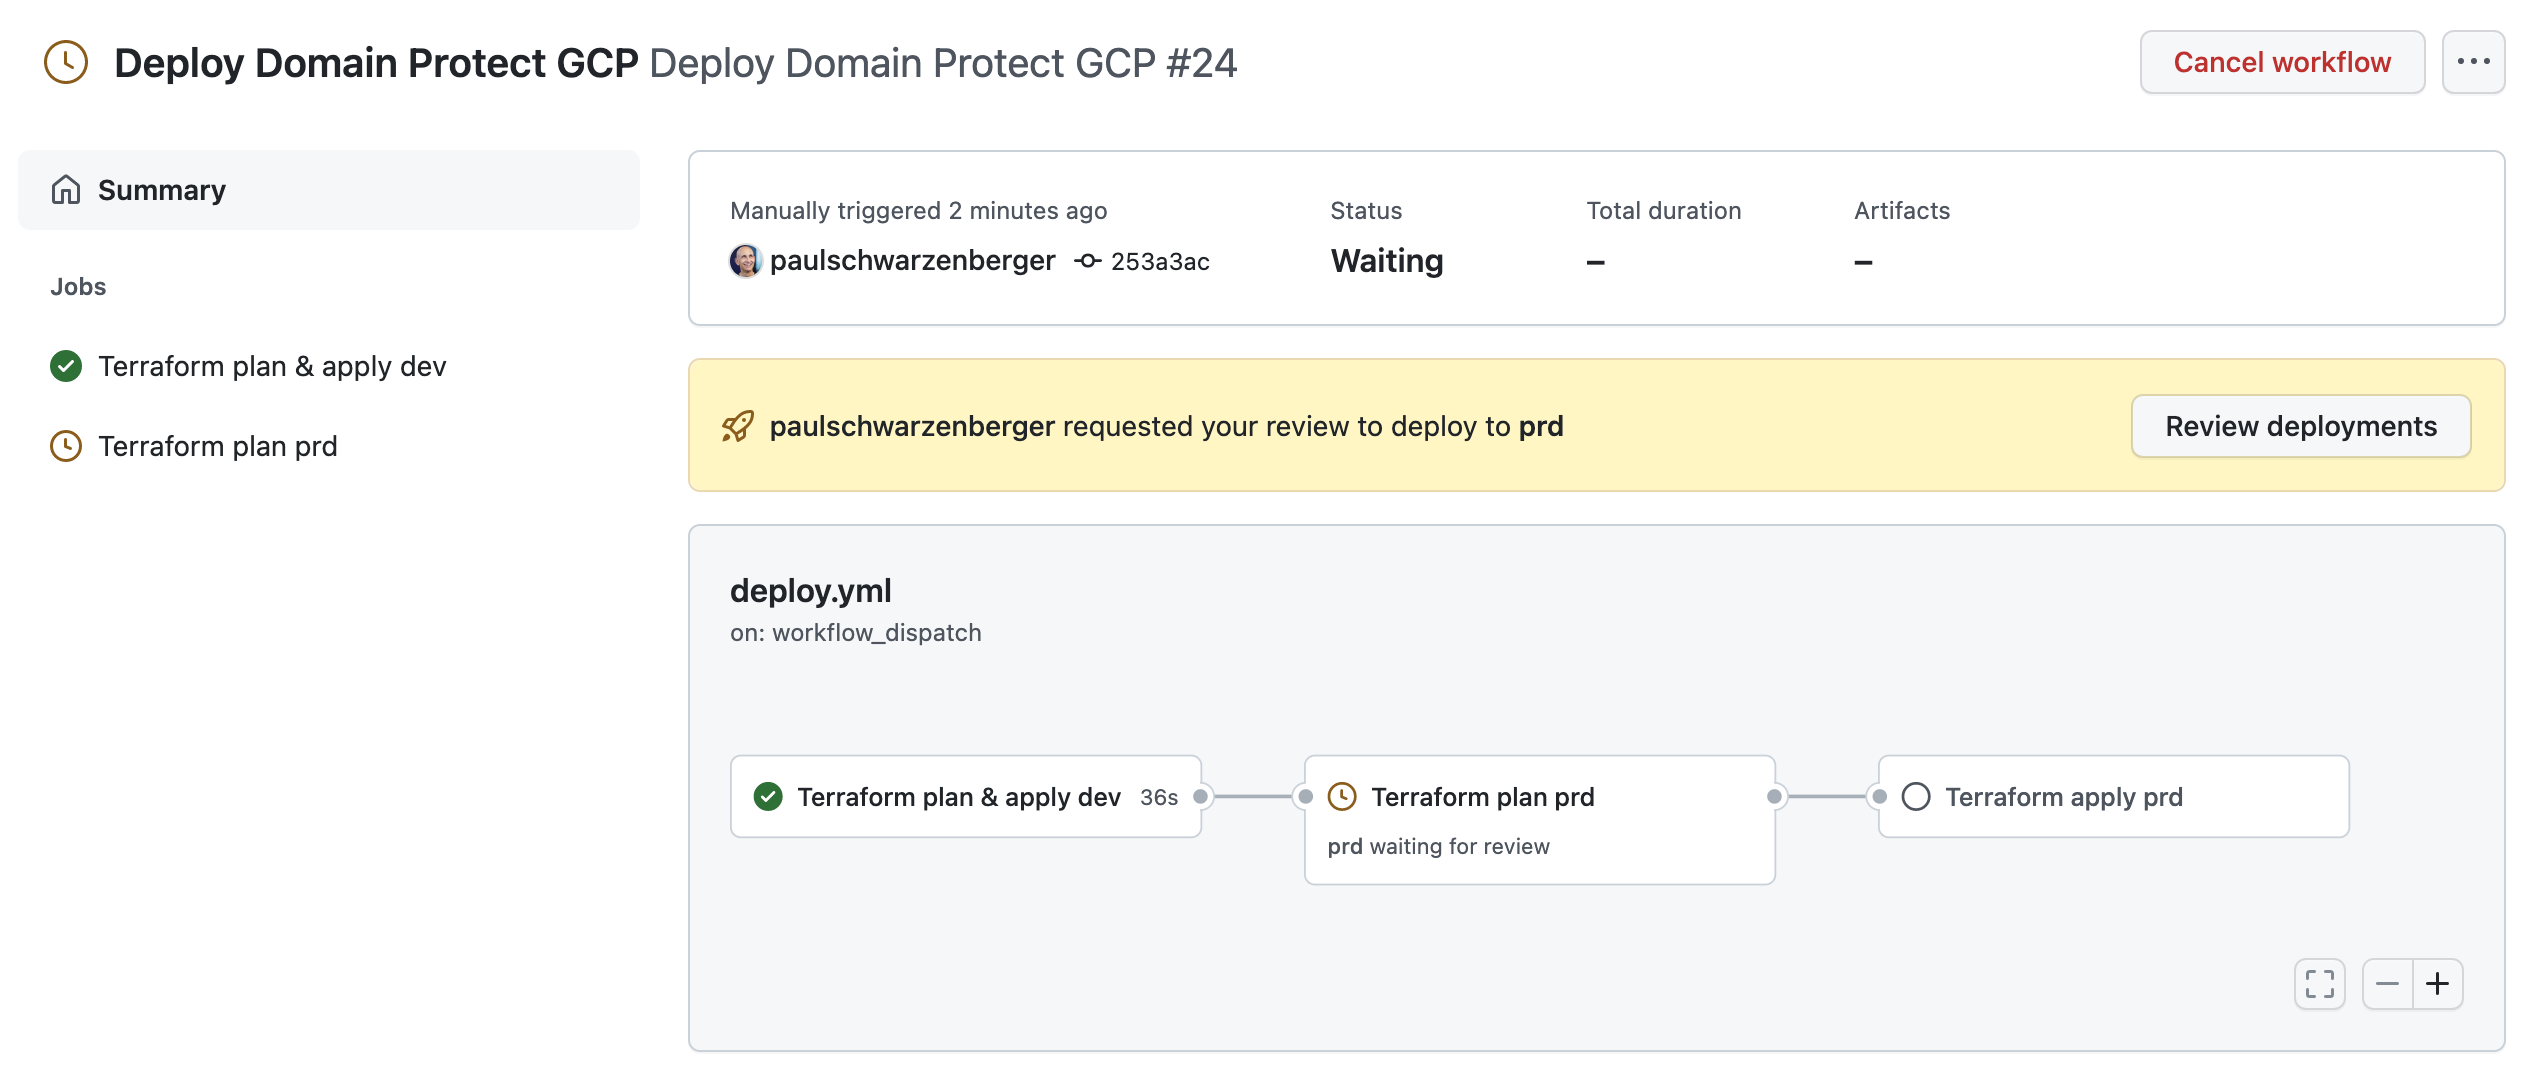 Deploy Domain Protect GCP Deploy Domain Protect GCP #24
Cancel workflow
Summary
Jobs
Terraform plan & apply dev
Terraform plan prd
Manually triggered 2 minutes ago
paulschwarzenberger 253a3ac
Status
Waiting
Total duration
–
Artifacts
–
paulschwarzenberger requested your review to deploy to prd
Review deployments
deploy.yml
on: workflow_dispatch
Terraform plan & apply dev 36s
Terraform plan prd
prd waiting for review
Terraform apply prd